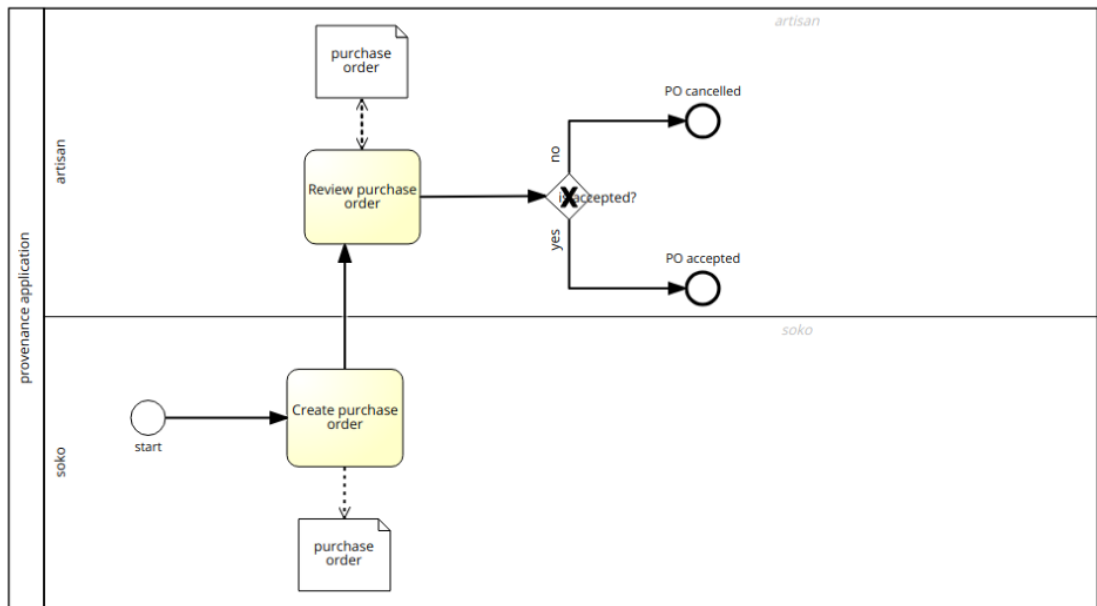 artisan
purchase
order
PO cancelled
artisan
no
Review purchase
order
is accepted?
yes
PO accepted
provenance application
soko
Create purchase
order
start
soko
purchase
order